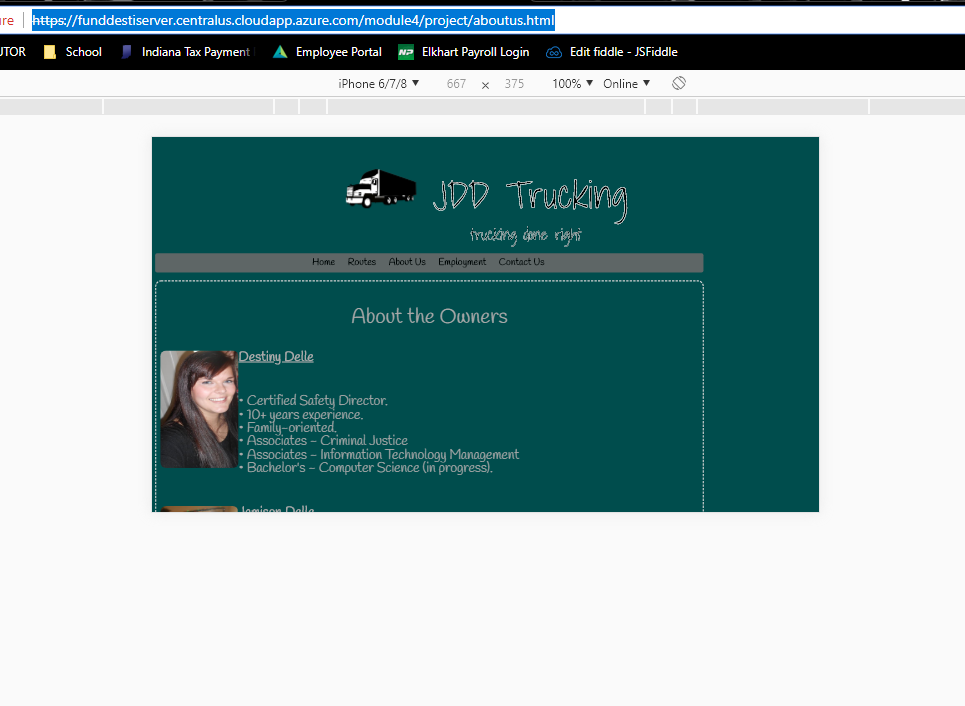 https://funddestiserver.centralus.cloudapp.azure.com/module4/project/aboutus.html
School Indiana Tax Payment Employee Portal NP Elkhart Payroll Login Edit fiddle - JSFiddle
iPhone 6/7/8 ▼ 667 × 375 100% ▼ Online ▼
JDD Trucking
trucking done right
Home Routes About Us Employment Contact Us
About the Owners
Destiny Delle
• Certified Safety Director.
• 10+ years experience.
• Family-oriented.
• Associates - Criminal Justice
• Associates - Information Technology Management
• Bachelor's - Computer Science (in progress).
Jamison Delle